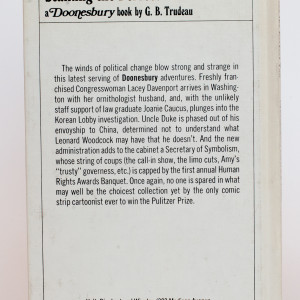 a Doonesbury book by G. B. Trudeau
The winds of political change blow strong and strange in
this latest serving of Doonesbury adventures. Freshly fran-
chised Congresswoman Lacey Davenport arrives in Washing-
ton with her ornithologist husband, and, with the unlikely
staff support of law graduate Joanie Caucus, plunges into the
Korean Lobby investigation. Uncle Duke is phased out of his
envoyship to China, determined not to understand what
Leonard Woodcock may have that he doesn't. And the new
administration adds to the cabinet a Secretary of Symbolism,
whose string of coups (the call-in show, the limo cuts, Amy's
"trusty" governess, etc.) is capped by the first annual Human
Rights Awards Banquet. Once again, no one is spared in what
may well be the choicest collection yet by the only comic
strip cartoonist ever to win the Pulitzer Prize.